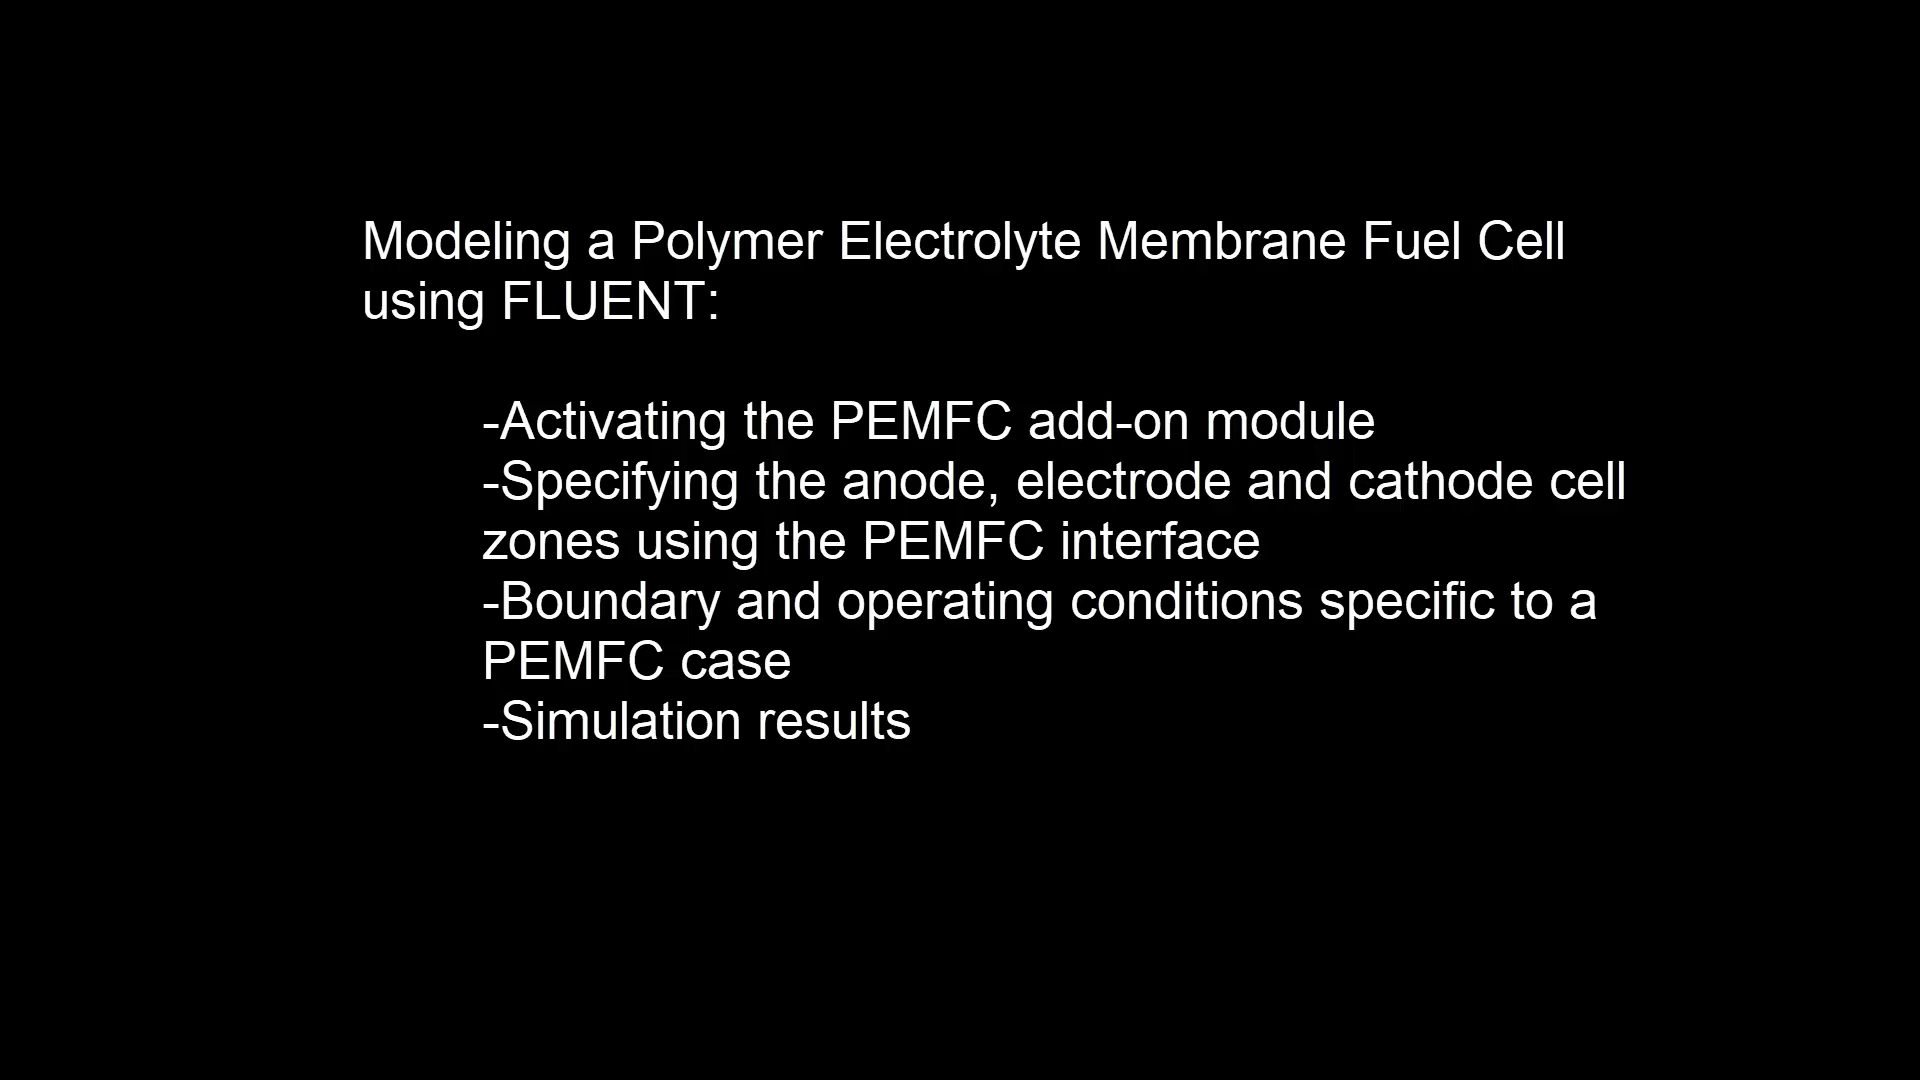 Modeling a Polymer Electrolyte Membrane Fuel Cell
using FLUENT:
-Activating the PEMFC add-on module
-Specifying the anode, electrode and cathode cell
zones using the PEMFC interface
-Boundary and operating conditions specific to a
PEMFC case
-Simulation results